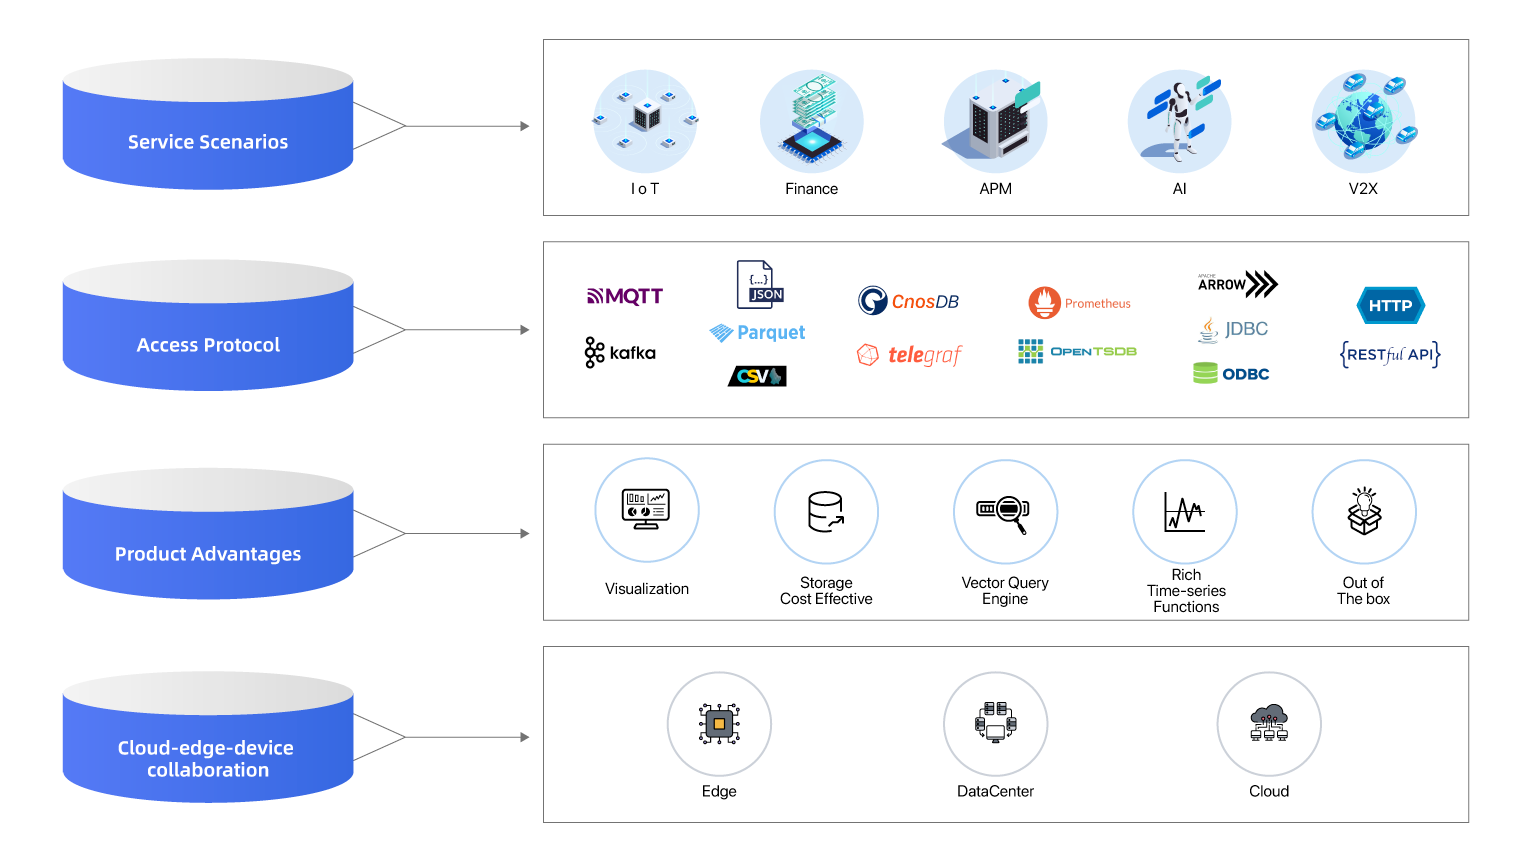 Service Scenarios
I o T
Finance
APM
AI
V2X
Access Protocol
MQTT
kafka
{...}
JSON
Parquet
CSV
CnosDB
telegraf
Prometheus
OPENTSDB
APACHE
ARROW
JDBC
ODBC
HTTP
{RESTful API}
Product Advantages
Visualization
Storage
Cost Effective
Vector Query
Engine
Rich
Time-series
Functions
Out of
The box
Cloud-edge-device
collaboration
Edge
DataCenter
Cloud